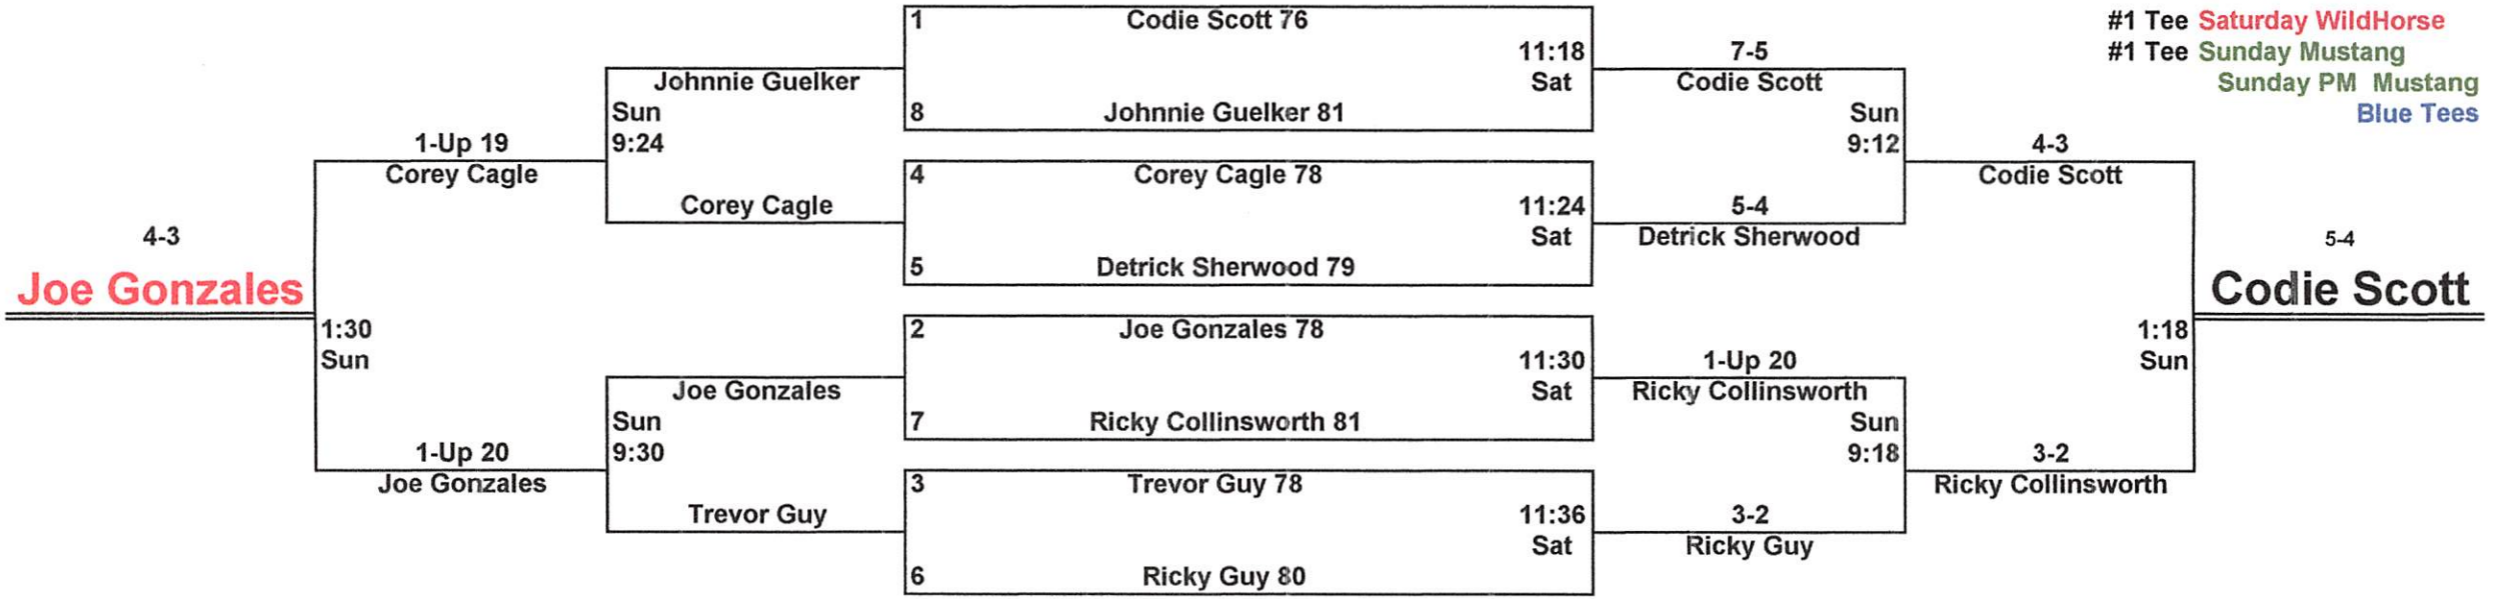 1 Codie Scott 76
#1 Tee Saturday WildHorse
11:18 7-5
#1 Tee Sunday Mustang
Johnnie Guelker Sat Codie Scott
Sunday PM Mustang
Sun 8 Johnnie Guelker 81 Sun
Blue Tees
1-Up 19 9:24 9:12 4-3
Corey Cagle 4 Corey Cagle 78 Codie Scott
Corey Cagle 11:24 5-4
4-3 Sat Detrick Sherwood 5-4
5 Detrick Sherwood 79
Joe Gonzales Codie Scott
1:30 2 Joe Gonzales 78 1:18
Sun 11:30 1-Up 20 Sun
Joe Gonzales Sat Ricky Collinsworth
Sun 7 Ricky Collinsworth 81 Sun
1-Up 20 9:30 9:18 3-2
Joe Gonzales 3 Trevor Guy 78 Ricky Collinsworth
Trevor Guy 11:36 3-2
Sat Ricky Guy
6 Ricky Guy 80